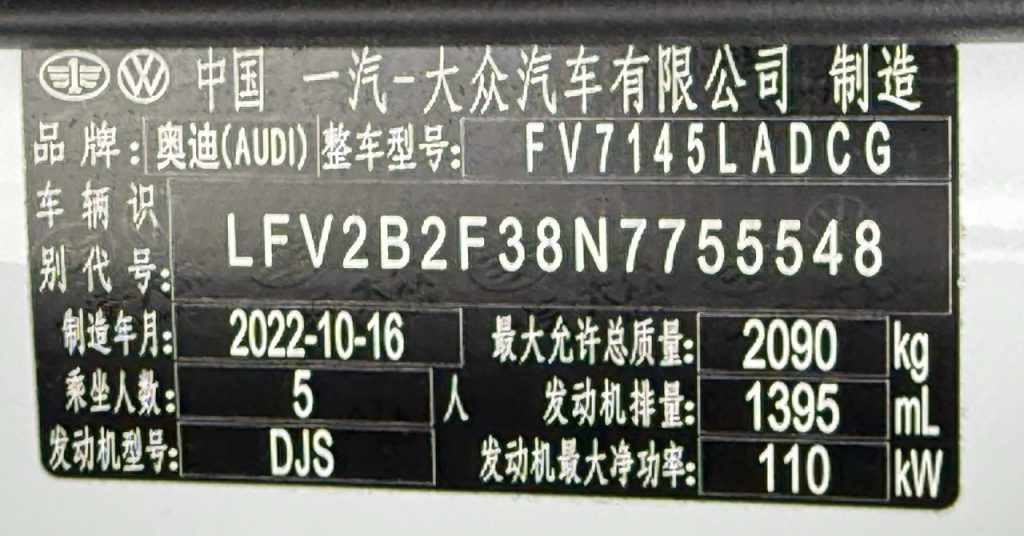 中国 一汽-大众汽车有限公司 制造
品牌: 奥迪(AUDI) 整车型号: FV7145LADCG
车辆识别代号: LFV2B2F38N7755548
制造年月: 2022-10-16 最大允许总质量: 2090 kg
乘坐人数: 5 人 发动机排量: 1395 mL
发动机型号: DJS 发动机最大净功率: 110 kW